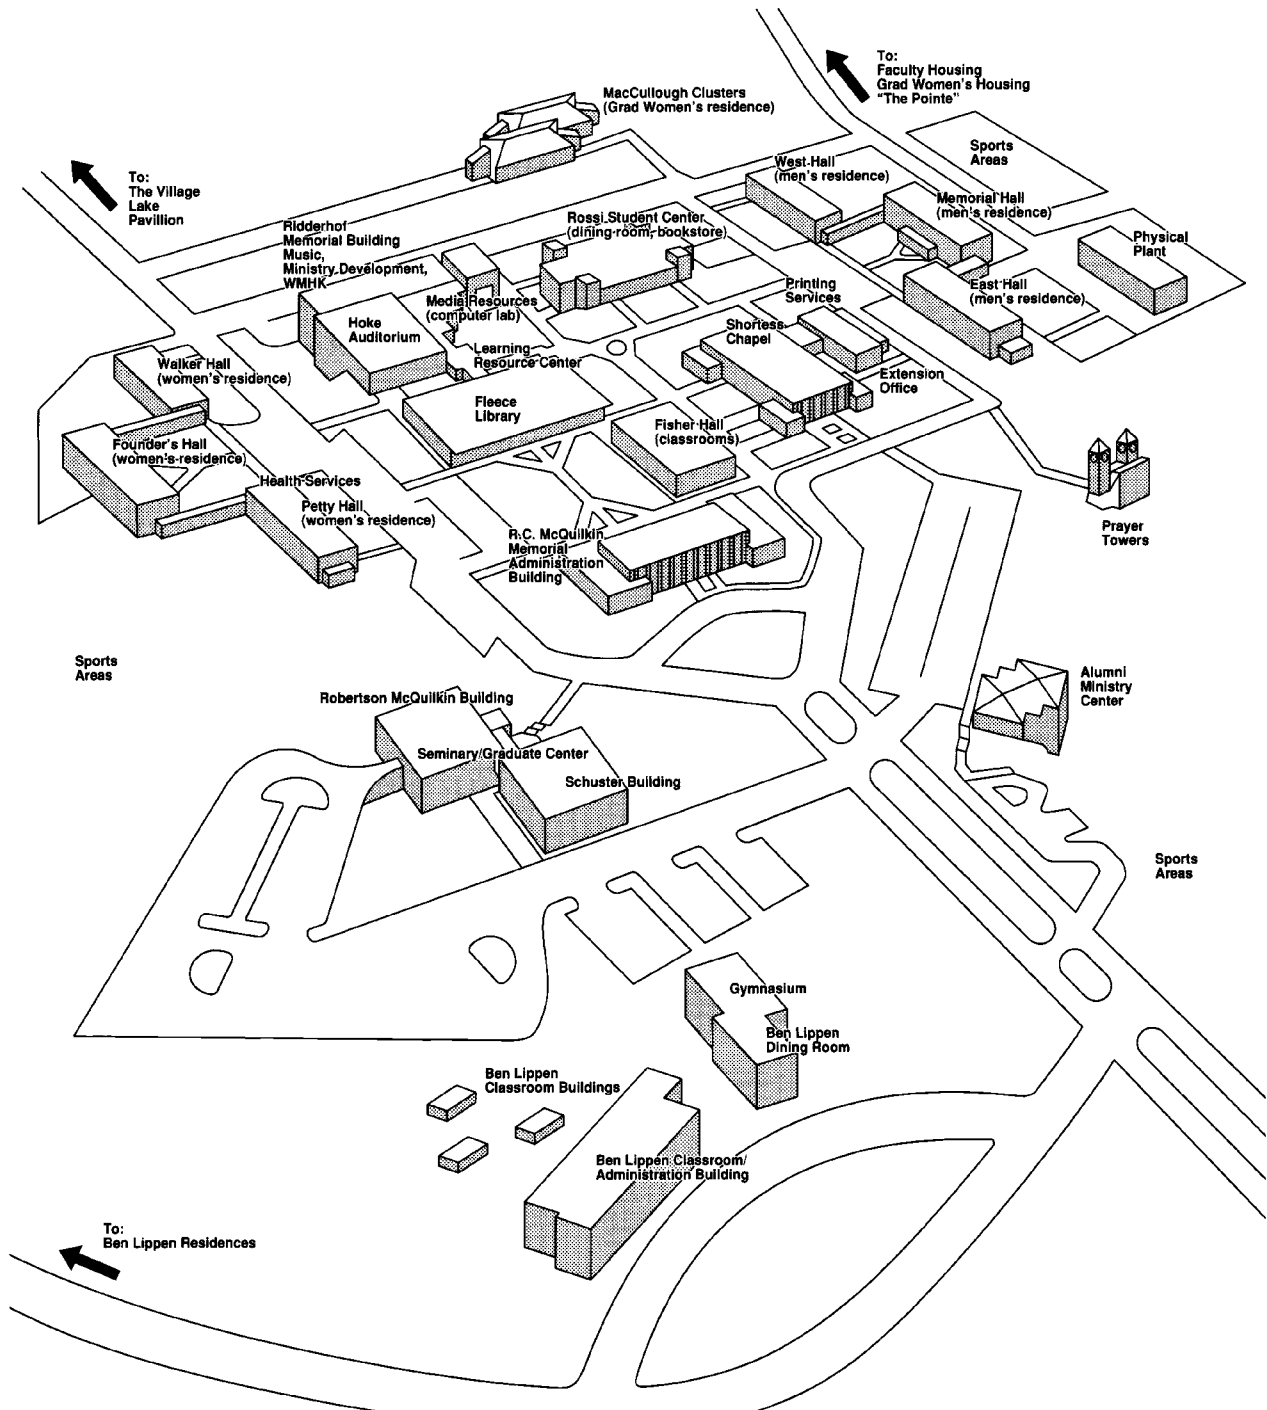 To:
Faculty Housing
Grad Women's Housing
"The Pointe"
MacCullough Clusters
(Grad Women's residence)
Sports
Areas
To:
The Village
Lake
Pavillion
West Hall
(men's residence)
Memorial Hall
(men's residence)
Ridderhof
Memorial Building
Music,
Ministry Development,
WMHK
Rossi Student Center
(dining room, bookstore)
Physical
Plant
Media Resources
(computer lab)
Printing
Services
East Hall
(men's residence)
Hoke
Auditorium
Shortess
Chapel
Learning
Resource Center
Walker Hall
(women's residence)
Extension
Office
Fleece
Library
Fisher Hall
(classrooms)
Founder's Hall
(women's residence)
Health Services
Petty Hall
(women's residence)
R.C. McQuilkin
Memorial
Administration
Building
Prayer
Towers
Sports
Areas
Alumni
Ministry
Center
Robertson McQuilkin Building
Seminary/Graduate Center
Schuster Building
Sports
Areas
Gymnasium
Ben Lippen
Dining Room
Ben Lippen
Classroom Buildings
Ben Lippen Classroom/
Administration Building
To:
Ben Lippen Residences